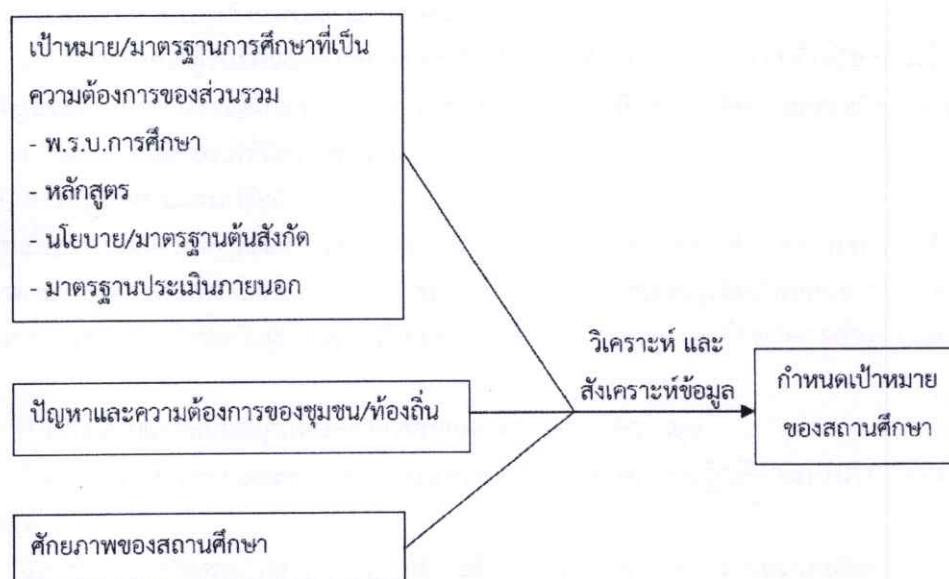 เป้าหมาย/มาตรฐานการศึกษาที่เป็น
ความต้องการของส่วนรวม
- พ.ร.บ.การศึกษา
- หลักสูตร
- นโยบาย/มาตรฐานต้นสังกัด
- มาตรฐานประเมินภายนอก
ปัญหาและความต้องการของชุมชน/ท้องถิ่น
ศักยภาพของสถานศึกษา
วิเคราะห์ และ
สังเคราะห์ข้อมูล
กำหนดเป้าหมาย
ของสถานศึกษา